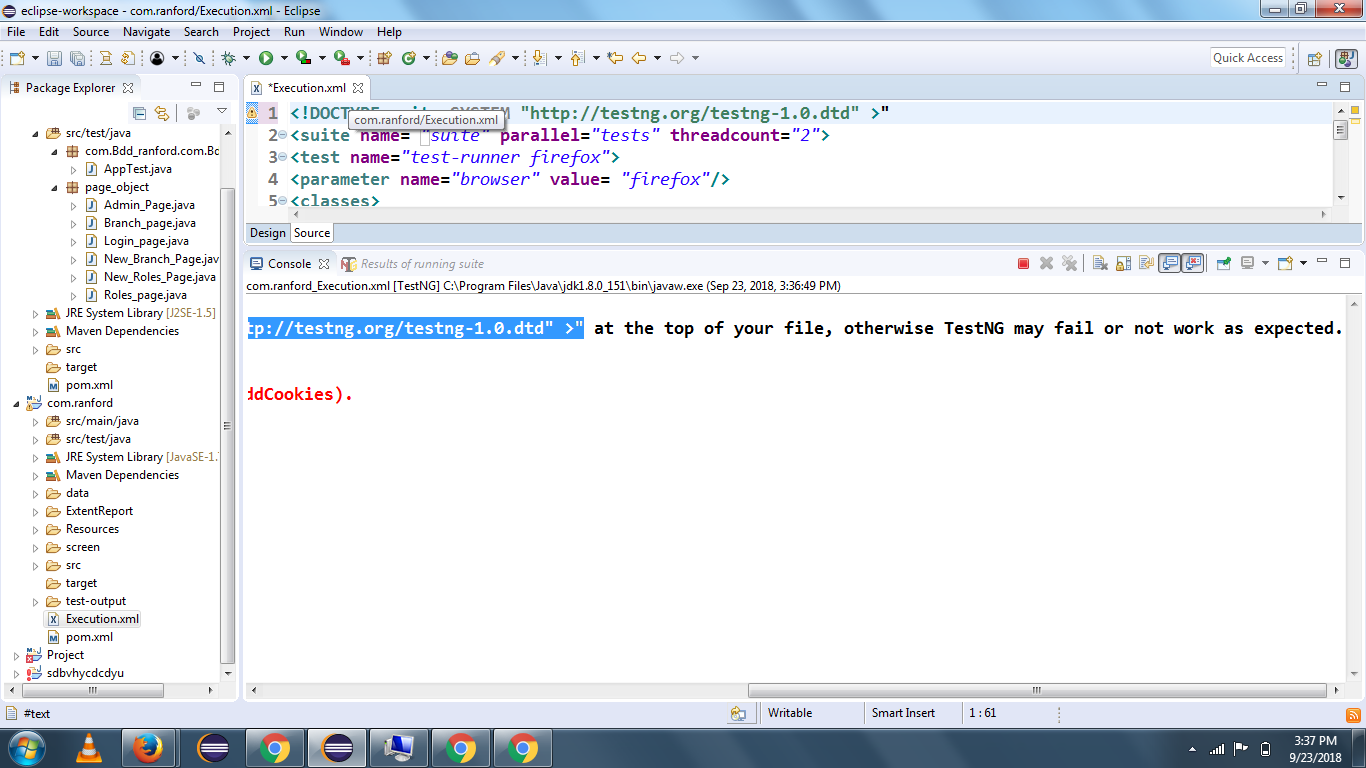 eclipse-workspace - com.ranford/Execution.xml - Eclipse
File Edit Source Navigate Search Project Run Window Help
Quick Access
Package Explorer
src/test/java
com.Bdd_ranford.com.Bd
AppTest.java
page_object
Admin_Page.java
Branch_page.java
Login_page.java
New_Branch_Page.jav
New_Roles_Page.java
Roles_page.java
JRE System Library [J2SE-1.5]
Maven Dependencies
src
target
pom.xml
com.ranford
src/main/java
src/test/java
JRE System Library [JavaSE-1.
Maven Dependencies
data
ExtentReport
Resources
screen
src
target
test-output
Execution.xml
pom.xml
Project
sdbvhycdcdyu
*Execution.xml
1 <!DOCTYPE suite SYSTEM "http://testng.org/testng-1.0.dtd" >"
com.ranford/Execution.xml
2 <suite name= "suite" parallel="tests" threadcount="2">
3 <test name="test-runner firefox">
4 <parameter name="browser" value= "firefox"/>
5 <classes>
Design Source
Console Results of running suite
com.ranford_Execution.xml [TestNG] C:\Program Files\Java\jdk1.8.0_151\bin\javaw.exe (Sep 23, 2018, 3:36:49 PM)
tp://testng.org/testng-1.0.dtd" >" at the top of your file, otherwise TestNG may fail or not work as expected.
ddCookies).
#text Writable Smart Insert 1 : 61
3:37 PM
9/23/2018